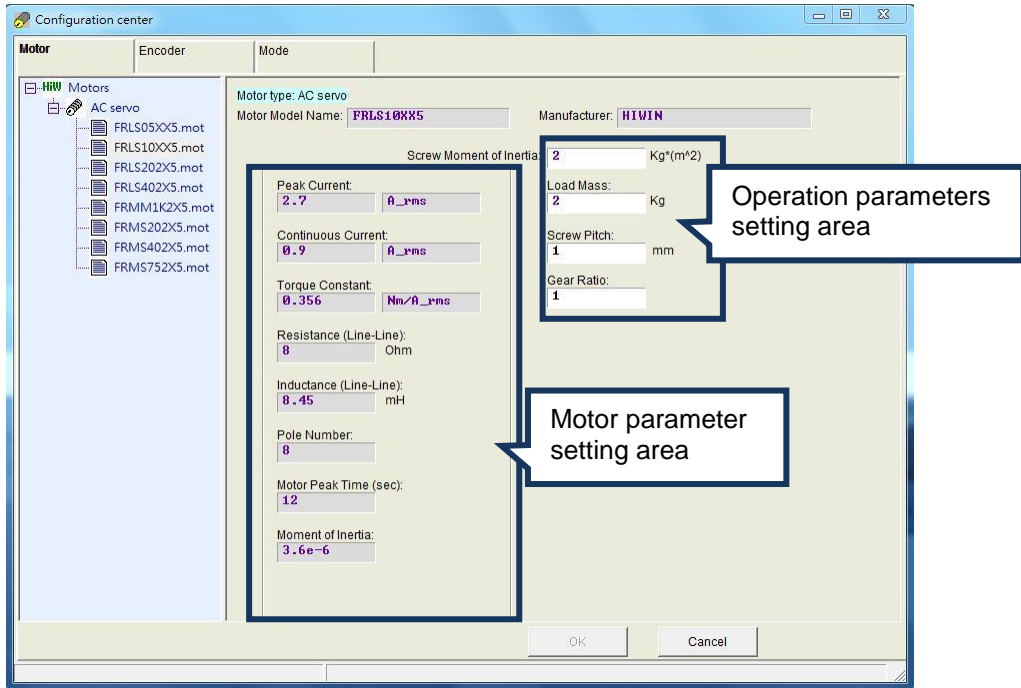 Configuration center
Motor
Encoder
Mode
HiW Motors
AC servo
FRLS05XX5.mot
FRLS10XX5.mot
FRLS202X5.mot
FRLS402X5.mot
FRMM1K2X5.mot
FRMS202X5.mot
FRMS402X5.mot
FRMS752X5.mot
Motor type: AC servo
Motor Model Name: FRLS10XX5 Manufacturer: HIWIN
Screw Moment of Inertia: 2 Kg*(m^2)
Peak Current:
2.7 A_rms
Continuous Current:
0.9 A_rms
Torque Constant:
0.356 Nm/A_rms
Resistance (Line-Line):
8 Ohm
Inductance (Line-Line):
8.45 mH
Pole Number:
8
Motor Peak Time (sec):
12
Moment of Inertia:
3.6e-6
Load Mass:
2 Kg
Screw Pitch:
1 mm
Gear Ratio:
1
Operation parameters
setting area
Motor parameter
setting area
OK
Cancel